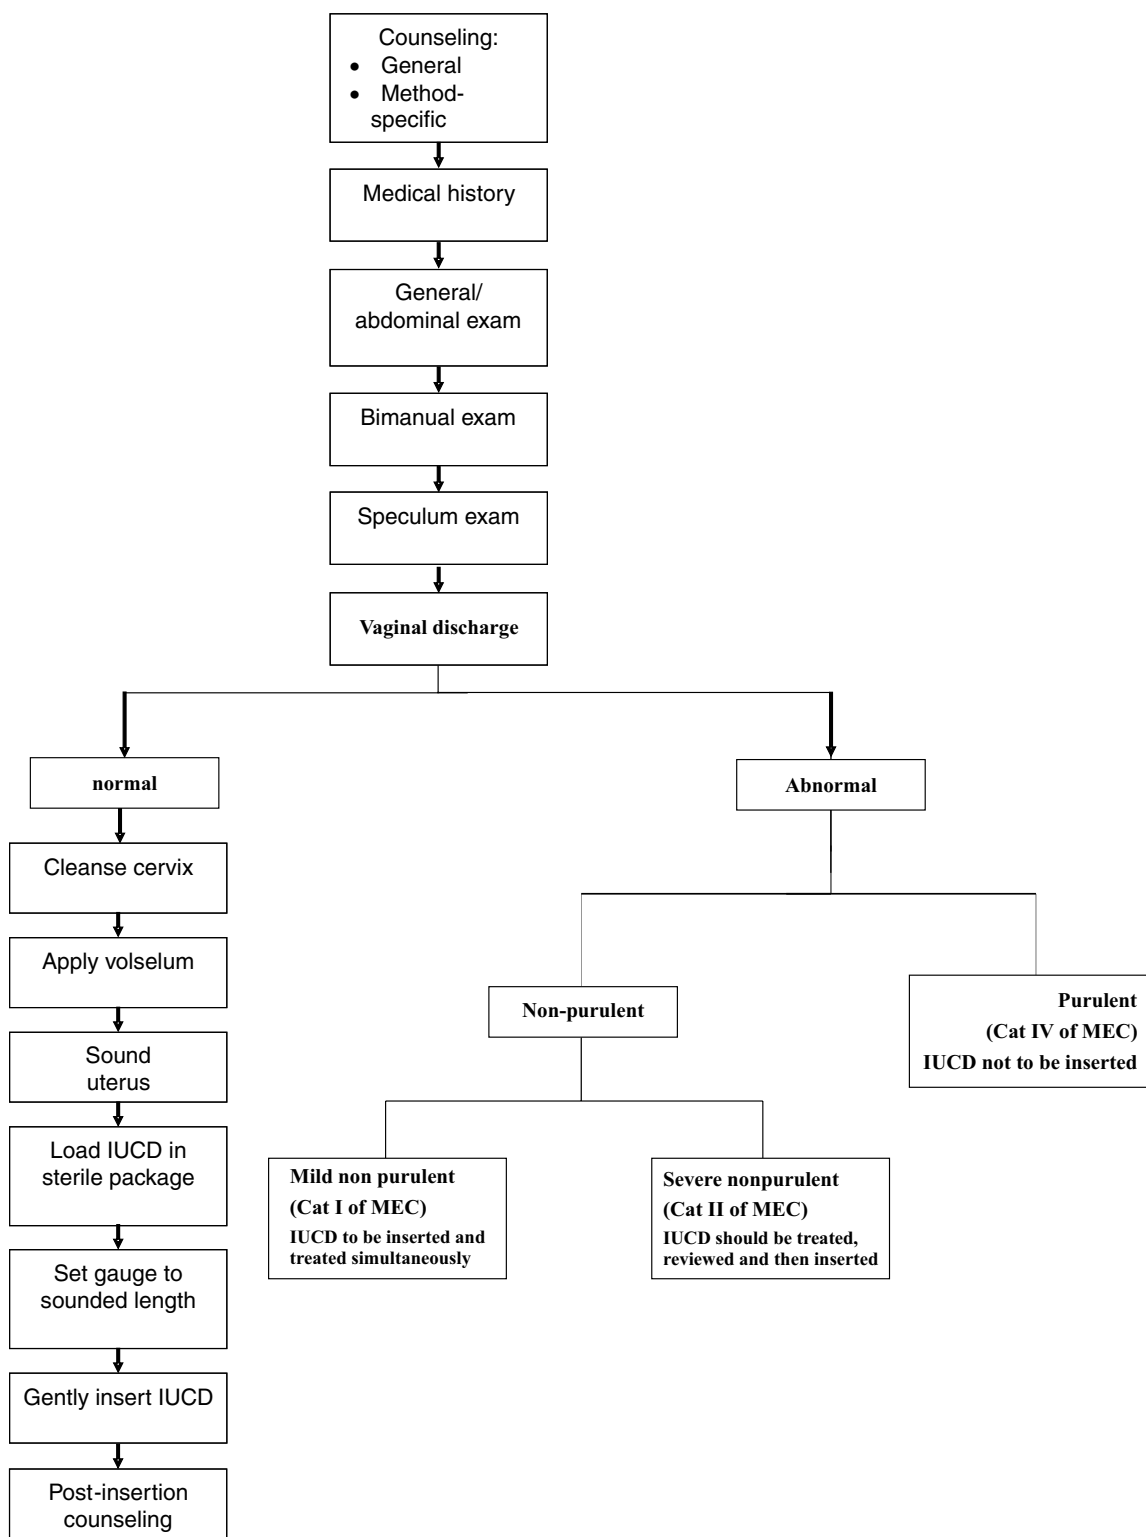 Counseling:
• General
• Method-
specific
Medical history
General/
abdominal exam
Bimanual exam
Speculum exam
Vaginal discharge
normal
Abnormal
Cleanse cervix
Apply volselum
Sound
uterus
Load IUCD in
sterile package
Set gauge to
sounded length
Gently insert IUCD
Post-insertion
counseling
Non-purulent
Purulent
(Cat IV of MEC)
IUCD not to be inserted
Mild non purulent
(Cat I of MEC)
IUCD to be inserted and
treated simultaneously
Severe nonpurulent
(Cat II of MEC)
IUCD should be treated,
reviewed and then inserted